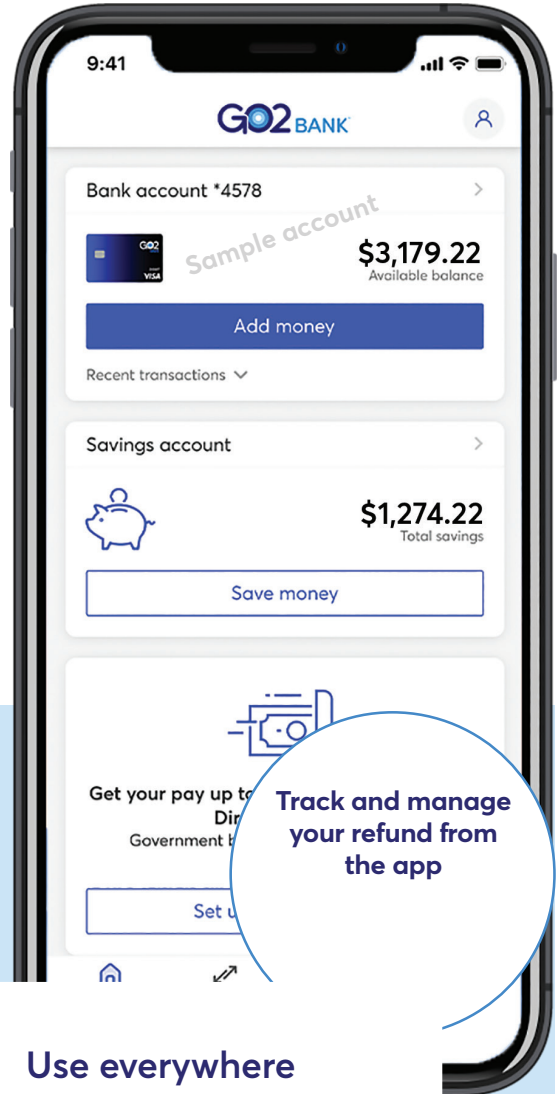 9:41
GO2 BANK
Bank account *4578
Sample account
GO2
VISA
$3,179.22
Available balance
Add money
Recent transactions
Savings account
$1,274.22
Total savings
Save money
Get your pay up to
Dir
Government b
Set u
Track and manage
your refund from
the app
Use everywhere